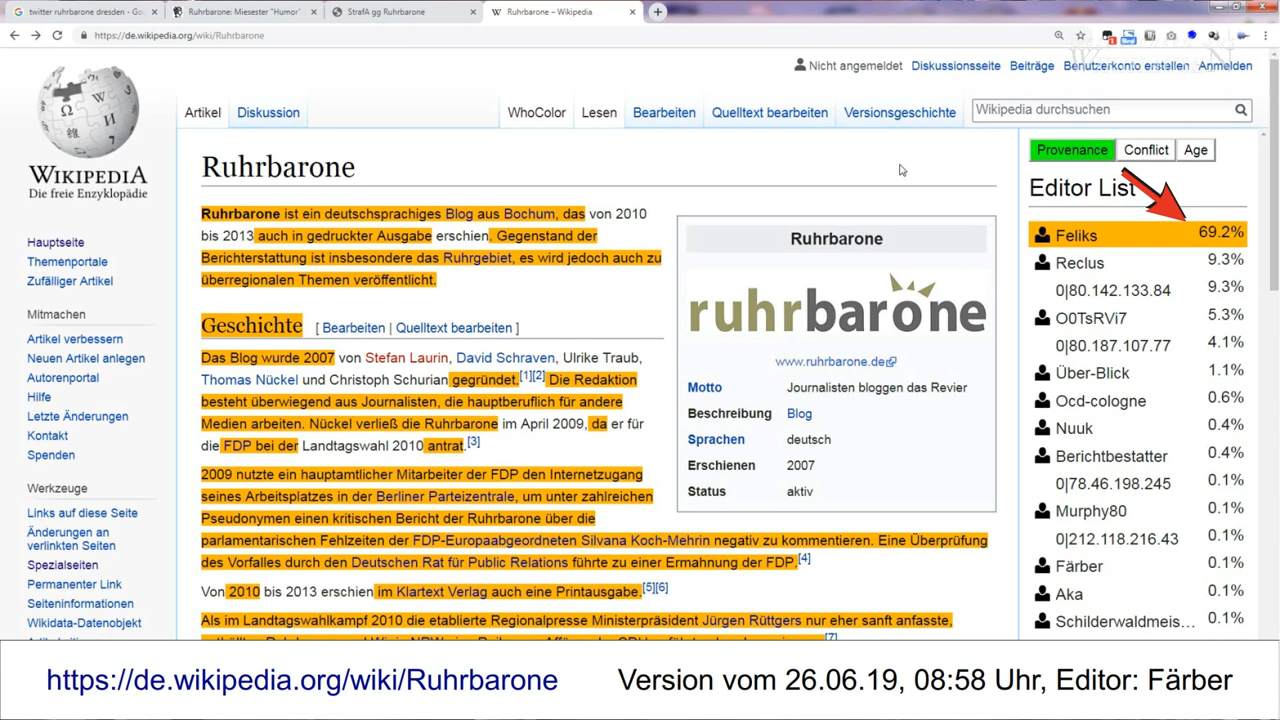 twitter ruhrbarone dresden - Goo
Ruhrbarone: Miesester "Humor"
StrafA gg Ruhrbarone
Ruhrbarone – Wikipedia
https://de.wikipedia.org/wiki/Ruhrbarone
Nicht angemeldet Diskussionsseite Beiträge Benutzerkonto erstellen Anmelden
Artikel Diskussion WhoColor Lesen Bearbeiten Quelltext bearbeiten Versionsgeschichte Wikipedia durchsuchen
WIKIPEDIA
Die freie Enzyklopädie
Hauptseite
Themenportale
Zufälliger Artikel
Mitmachen
Artikel verbessern
Neuen Artikel anlegen
Autorenportal
Hilfe
Letzte Änderungen
Kontakt
Spenden
Werkzeuge
Links auf diese Seite
Änderungen an
verlinkten Seiten
Spezialseiten
Permanenter Link
Seiteninformationen
Wikidata-Datenobjekt
Ruhrbarone
Ruhrbarone ist ein deutschsprachiges Blog aus Bochum, das von 2010
bis 2013 auch in gedruckter Ausgabe erschien. Gegenstand der
Berichterstattung ist insbesondere das Ruhrgebiet, es wird jedoch auch zu
überregionalen Themen veröffentlicht.
Geschichte [ Bearbeiten | Quelltext bearbeiten ]
Das Blog wurde 2007 von Stefan Laurin, David Schraven, Ulrike Traub,
Thomas Nückel und Christoph Schurian gegründet.[1][2] Die Redaktion
besteht überwiegend aus Journalisten, die hauptberuflich für andere
Medien arbeiten. Nückel verließ die Ruhrbarone im April 2009, da er für
die FDP bei der Landtagswahl 2010 antrat.[3]
2009 nutzte ein hauptamtlicher Mitarbeiter der FDP den Internetzugang
seines Arbeitsplatzes in der Berliner Parteizentrale, um unter zahlreichen
Pseudonymen einen kritischen Bericht der Ruhrbarone über die
parlamentarischen Fehlzeiten der FDP-Europaabgeordneten Silvana Koch-Mehrin negativ zu kommentieren. Eine Überprüfung
des Vorfalles durch den Deutschen Rat für Public Relations führte zu einer Ermahnung der FDP.[4]
Von 2010 bis 2013 erschien im Klartext Verlag auch eine Printausgabe.[5][6]
Als im Landtagswahlkampf 2010 die etablierte Regionalpresse Ministerpräsident Jürgen Rüttgers nur eher sanft anfasste,
[7]
Ruhrbarone
ruhrbarone
www.ruhrbarone.de
Motto Journalisten bloggen das Revier
Beschreibung Blog
Sprachen deutsch
Erschienen 2007
Status aktiv
Provenance Conflict Age
Editor List
Feliks 69.2%
Reclus 9.3%
0|80.142.133.84 9.3%
O0TsRVi7 5.3%
0|80.187.107.77 4.1%
Über-Blick 1.1%
Ocd-cologne 0.6%
Nuuk 0.4%
Berichtbestatter 0.4%
0|78.46.198.245 0.1%
Murphy80 0.1%
0|212.118.216.43 0.1%
Färber 0.1%
Aka 0.1%
Schilderwaldmeis... 0.1%
https://de.wikipedia.org/wiki/Ruhrbarone Version vom 26.06.19, 08:58 Uhr, Editor: Färber